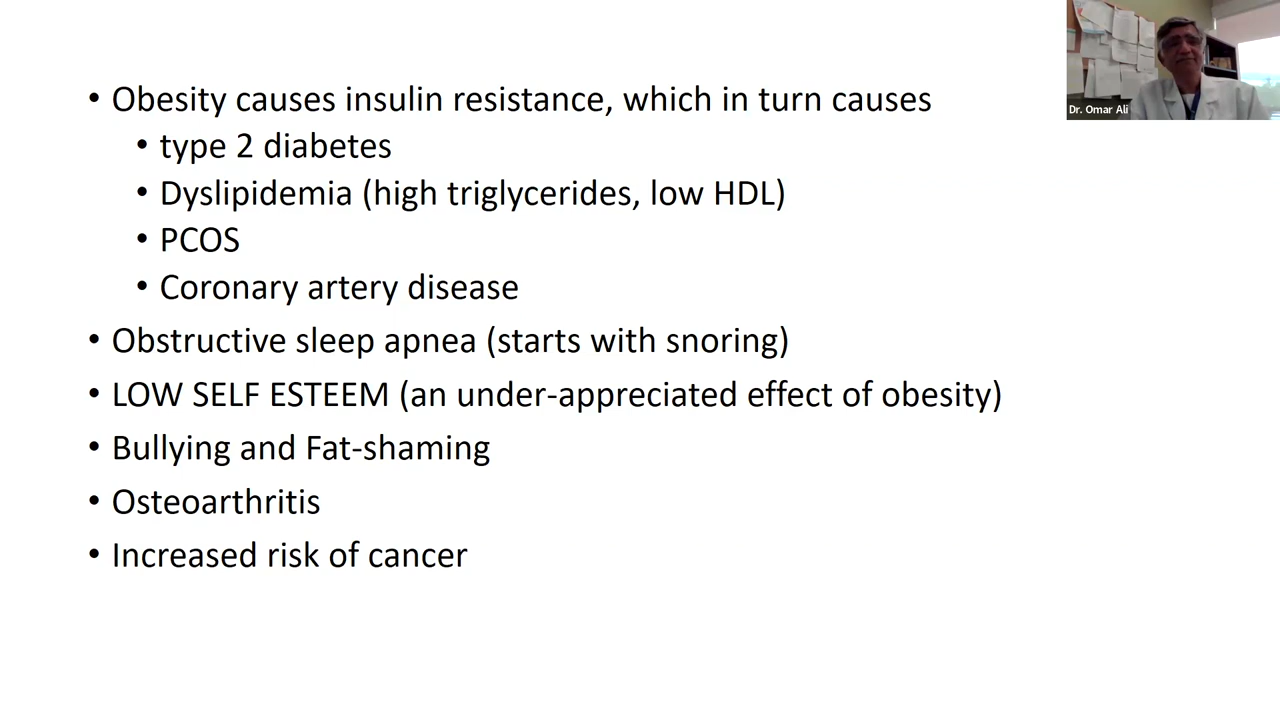 • Obesity causes insulin resistance, which in turn causes
• type 2 diabetes
• Dyslipidemia (high triglycerides, low HDL)
• PCOS
• Coronary artery disease
• Obstructive sleep apnea (starts with snoring)
• LOW SELF ESTEEM (an under-appreciated effect of obesity)
• Bullying and Fat-shaming
• Osteoarthritis
• Increased risk of cancer
Dr. Omar Ali